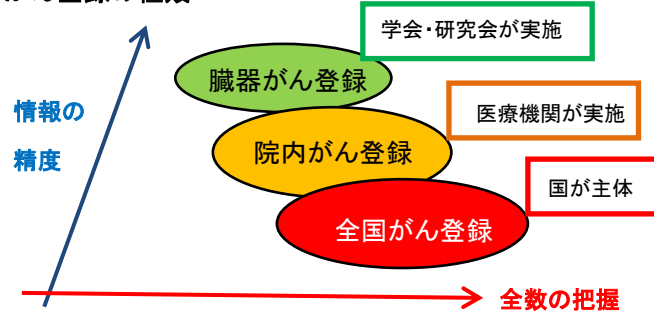 学会・研究会が実施
臓器がん登録
情報の
精度
医療機関が実施
院内がん登録
国が主体
全国がん登録
全数の把握